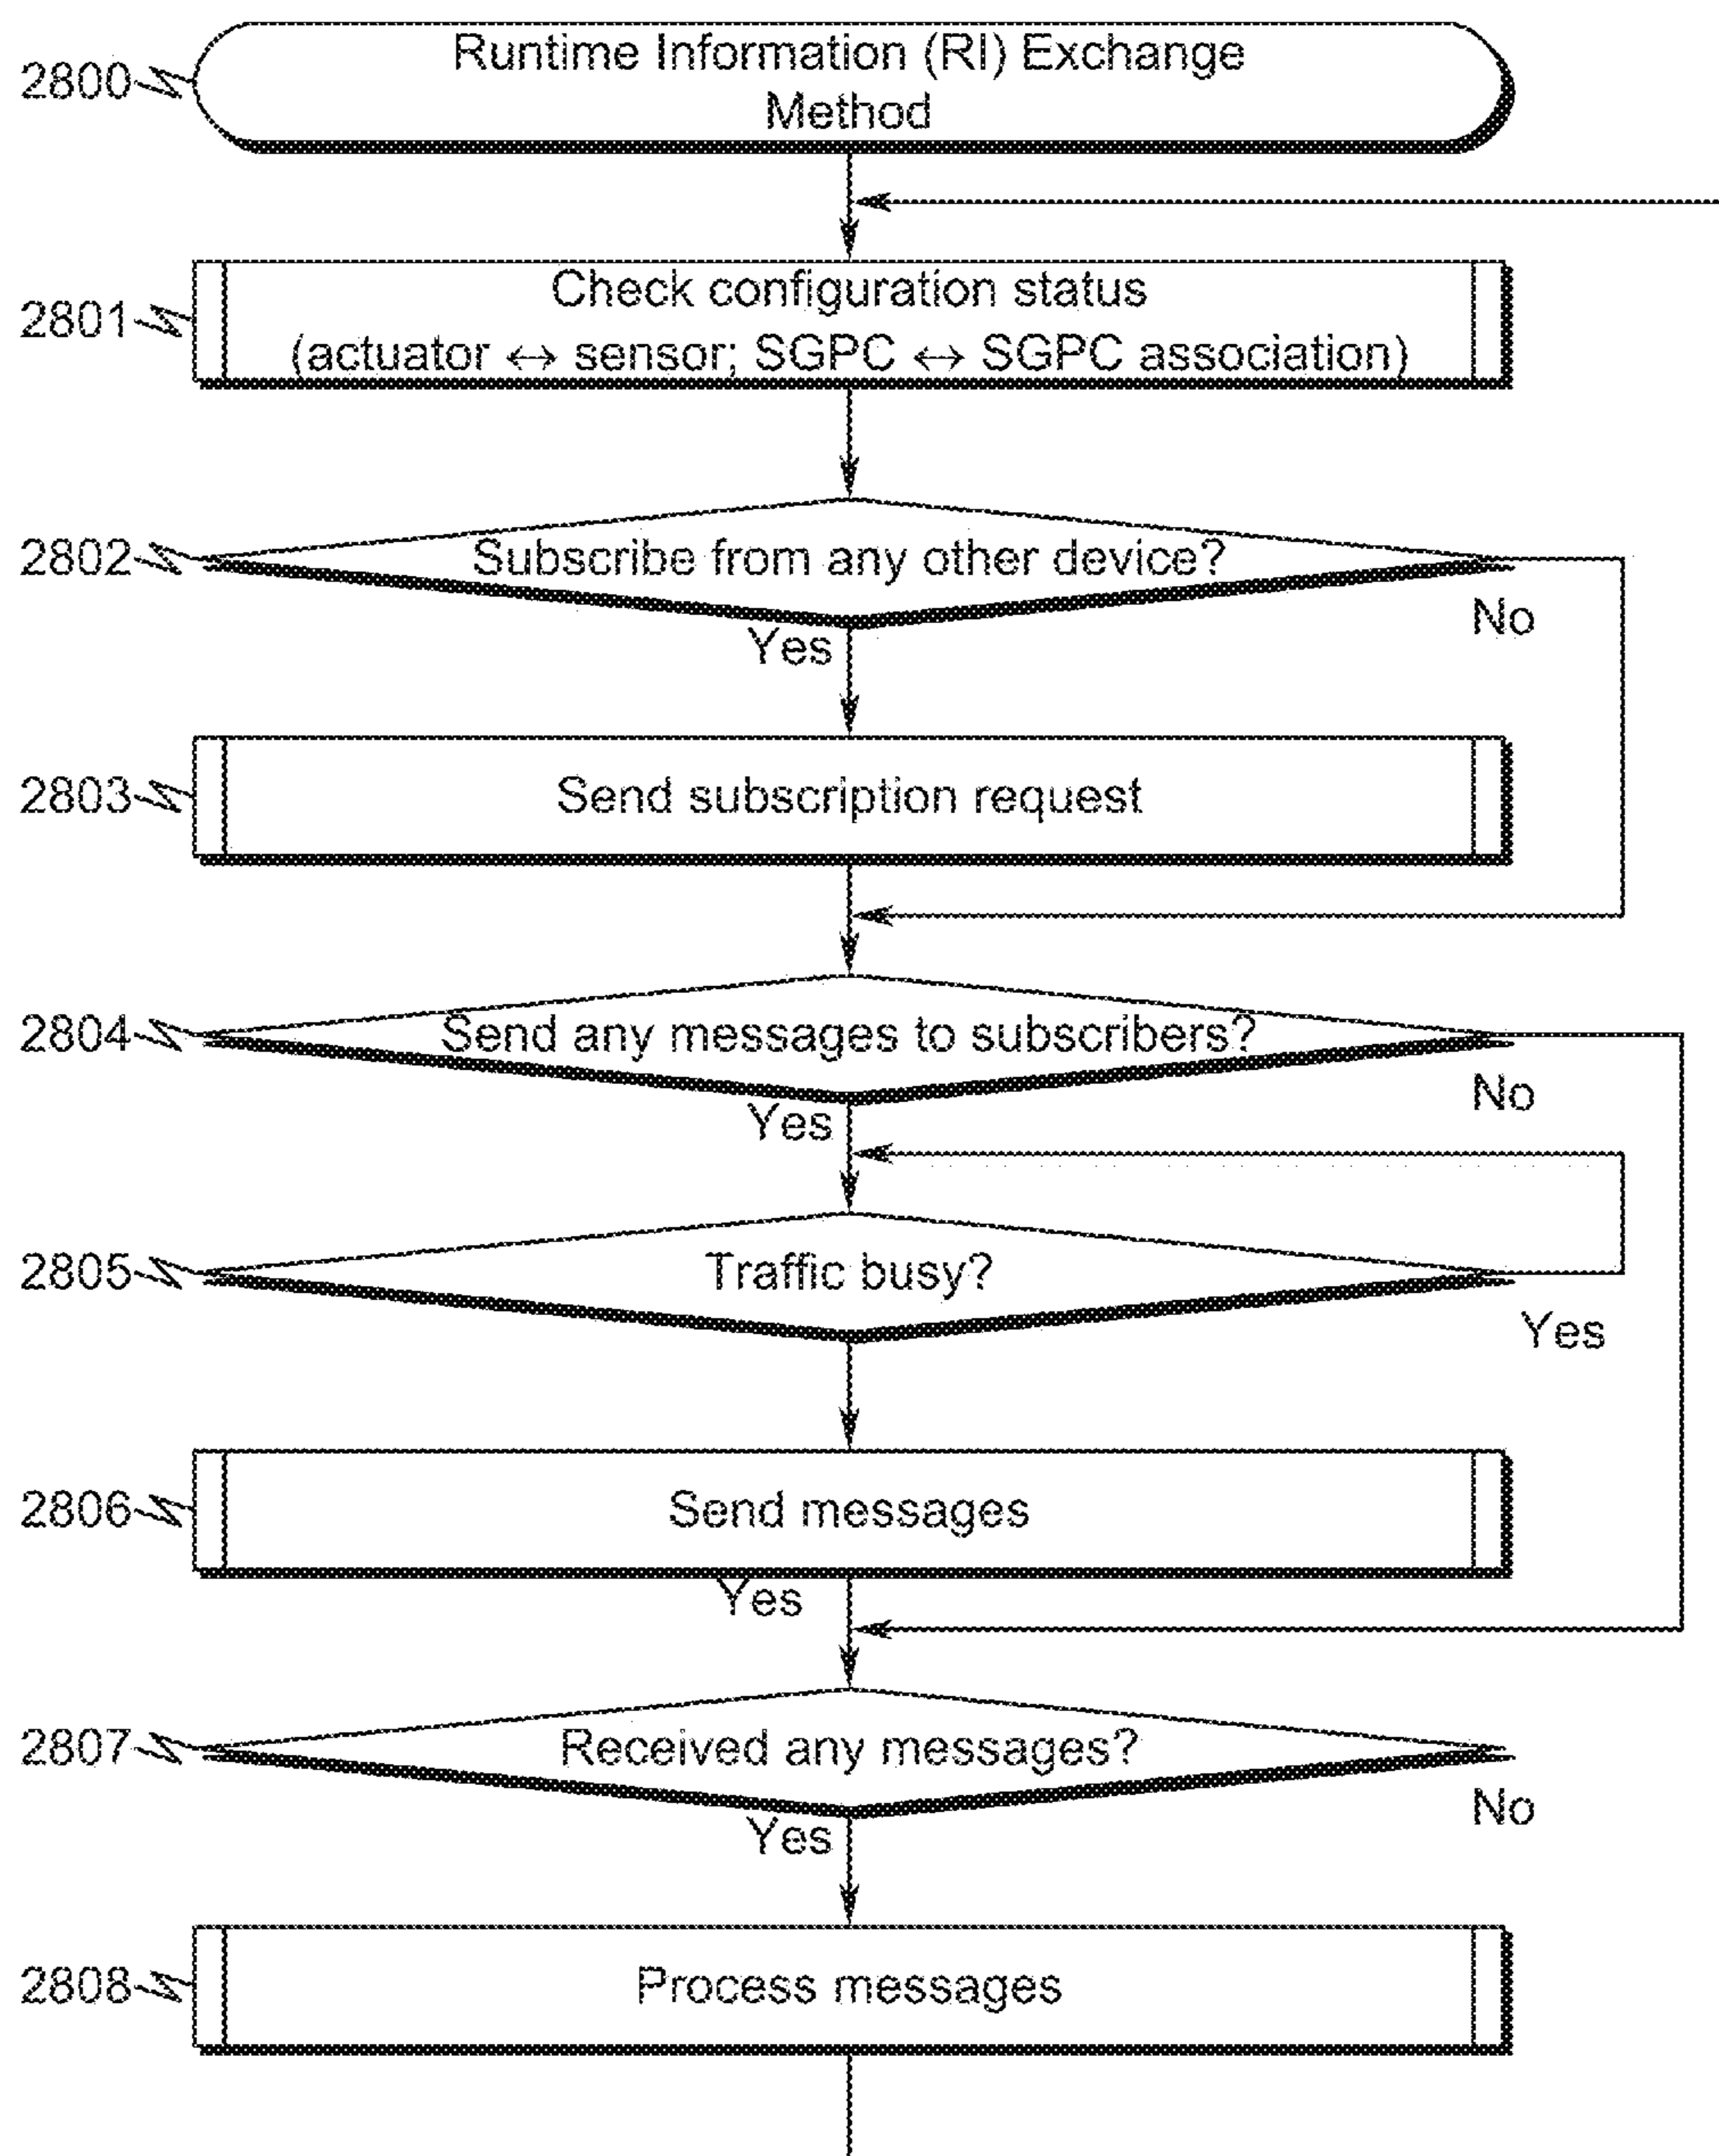 Runtime Information (RI) Exchange
2800
Method
Check configuration status
2801
(actuator ↔ sensor; SGPC ↔ SGPC association)
2802
Subscribe from any other device?
No
Yes
2803
Send subscription request
2804
Send any messages to subscribers?
No
Yes
2805
Traffic busy?
Yes
2806
Send messages
Yes
2807
Received any messages?
No
Yes
2808
Process messages